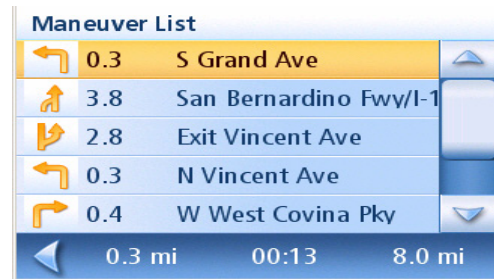 Maneuver List
0.3 S Grand Ave
3.8 San Bernardino Fwy/I-1
2.8 Exit Vincent Ave
0.3 N Vincent Ave
0.4 W West Covina Pky
0.3 mi 00:13 8.0 mi